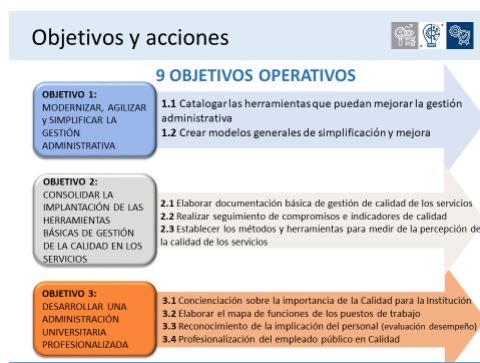 Objetivos y acciones
9 OBJETIVOS OPERATIVOS
OBJETIVO 1:
MODERNIZAR, AGILIZAR
y SIMPLIFICAR LA
GESTIÓN
ADMINISTRATIVA
1.1 Catalogar las herramientas que puedan mejorar la gestión
administrativa
1.2 Crear modelos generales de simplificación y mejora
OBJETIVO 2:
CONSOLIDAR LA
IMPLANTACIÓN DE LAS
HERRAMIENTAS
BÁSICAS DE GESTIÓN
DE LA CALIDAD EN LOS
SERVICIOS
2.1 Elaborar documentación básica de gestión de calidad de los servicios
2.2 Realizar seguimiento de compromisos e indicadores de calidad
2.3 Establecer los métodos y herramientas para medir de la percepción de
la calidad de los servicios
OBJETIVO 3:
DESARROLLAR UNA
ADMINISTRACIÓN
UNIVERSITARIA
PROFESIONALIZADA
3.1 Concienciación sobre la importancia de la Calidad para la Institución
3.2 Elaborar el mapa de funciones de los puestos de trabajo
3.3 Reconocimiento de la implicación del personal (evaluación desempeño)
3.4 Profesionalización del empleado público en Calidad